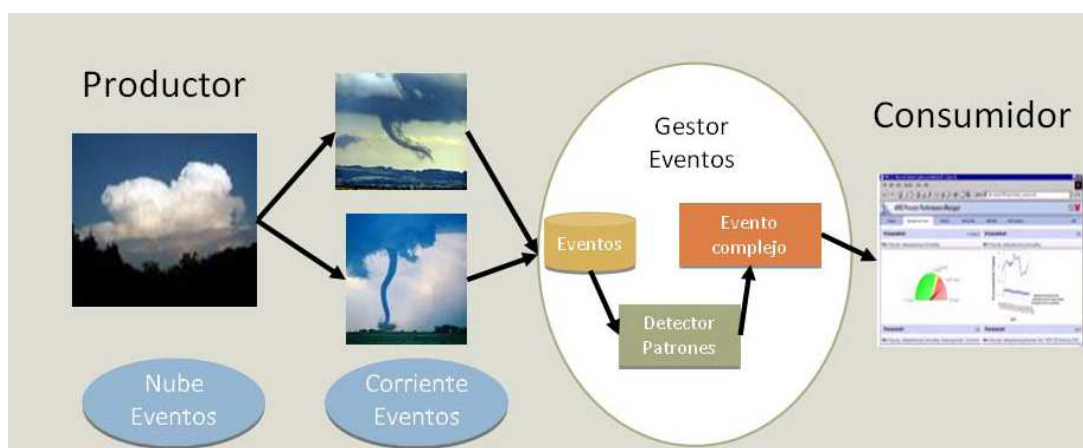 Productor
Nube
Eventos
Corriente
Eventos
Gestor
Eventos
Eventos
Detector
Patrones
Evento
complejo
Consumidor